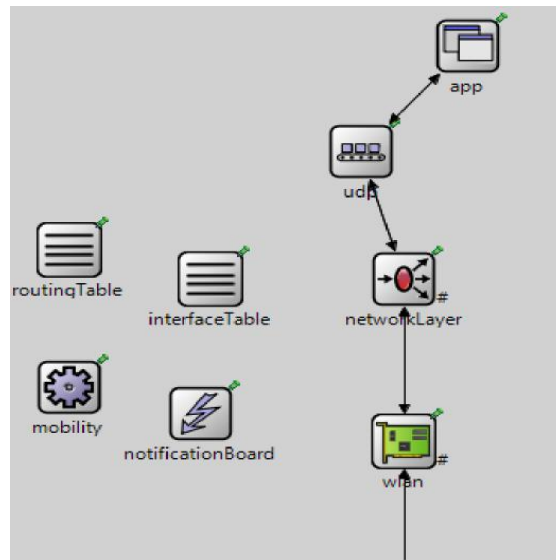 app
udp
routingTable
interfaceTable
#
networkLayer
mobility
notificationBoard
#
wlan